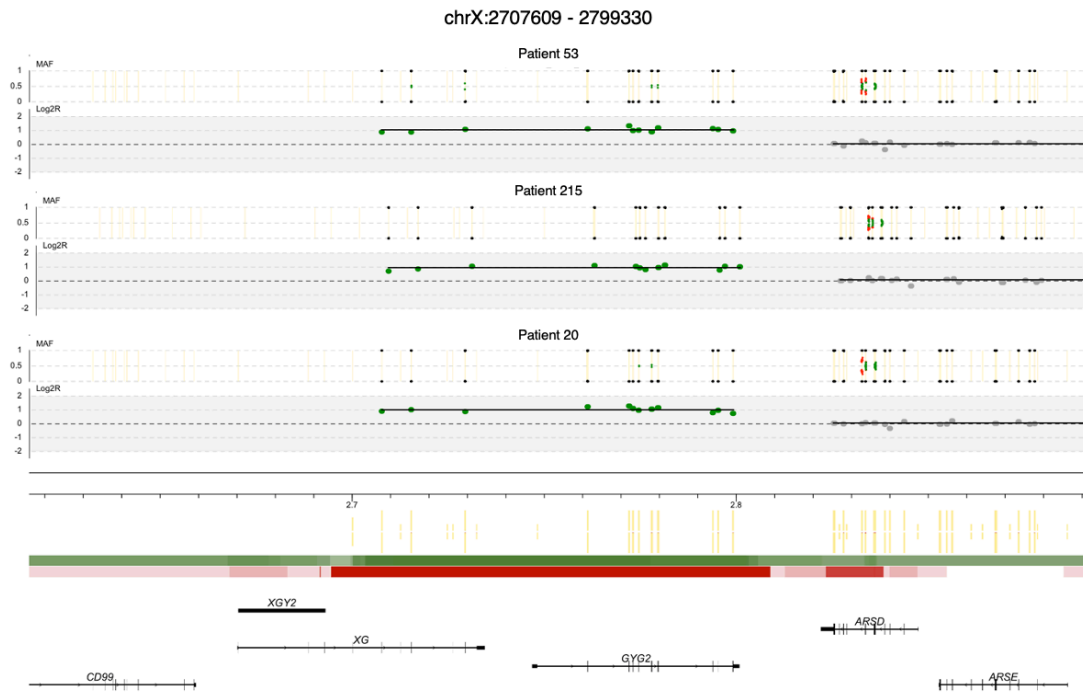 chrX:2707609 - 2799330
Patient 53
MAF
1
0.5
0
Log2R
2
1
0
-1
-2
Patient 215
MAF
1
0.5
0
Log2R
2
1
0
-1
-2
Patient 20
MAF
1
0.5
0
Log2R
2
1
0
-1
-2
2.7 2.8
XGY2
ARSD
XG
GYG2
CD99 ARSE